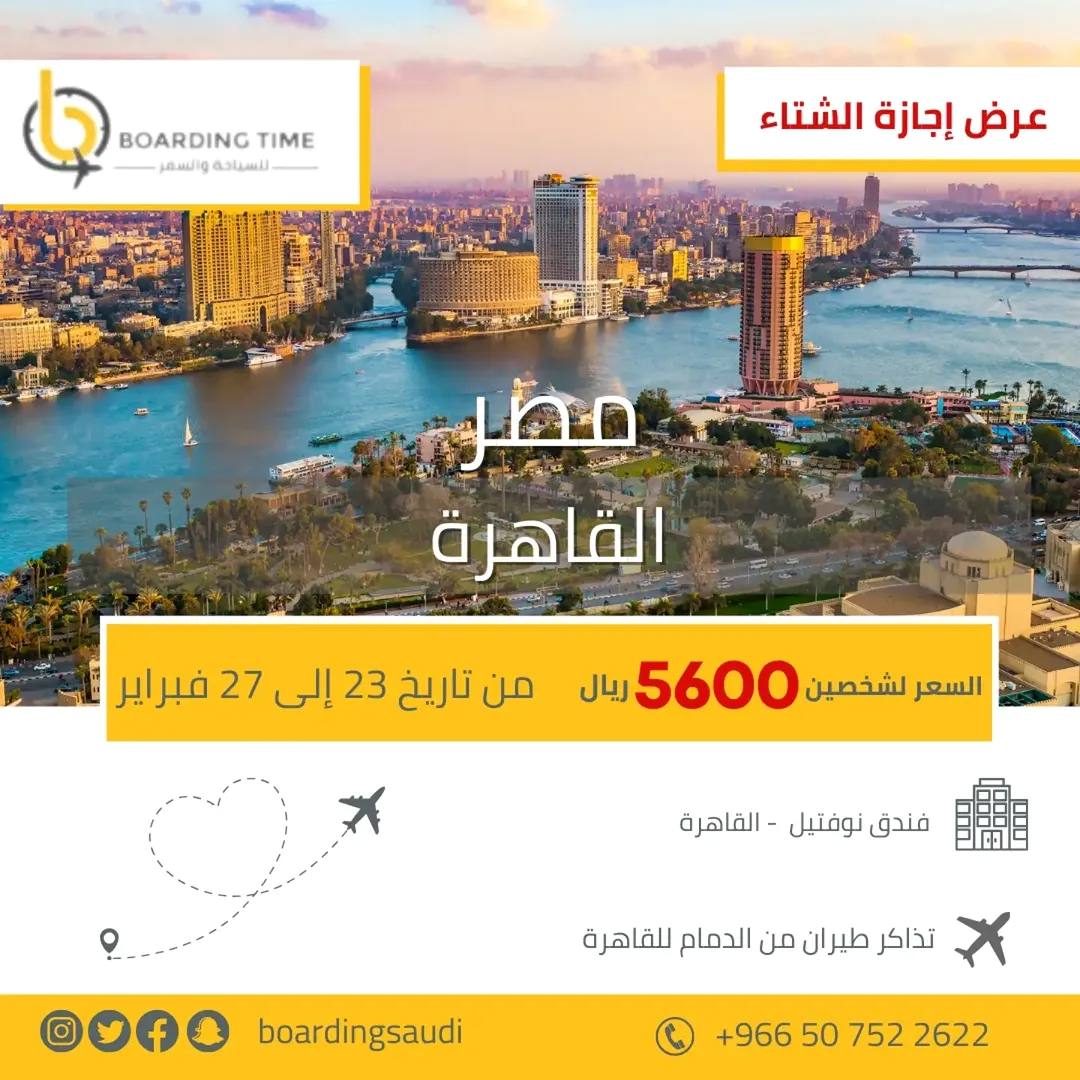 BOARDING TIME
للسياحة والسفر
عرض إجازة الشتاء
مصر
القاهرة
السعر لشخصين 5600 ريال
من تاريخ 23 إلى 27 فبراير
فندق نوفتيل - القاهرة
تذاكر طيران من الدمام للقاهرة
boardingsaudi
+966 50 752 2622